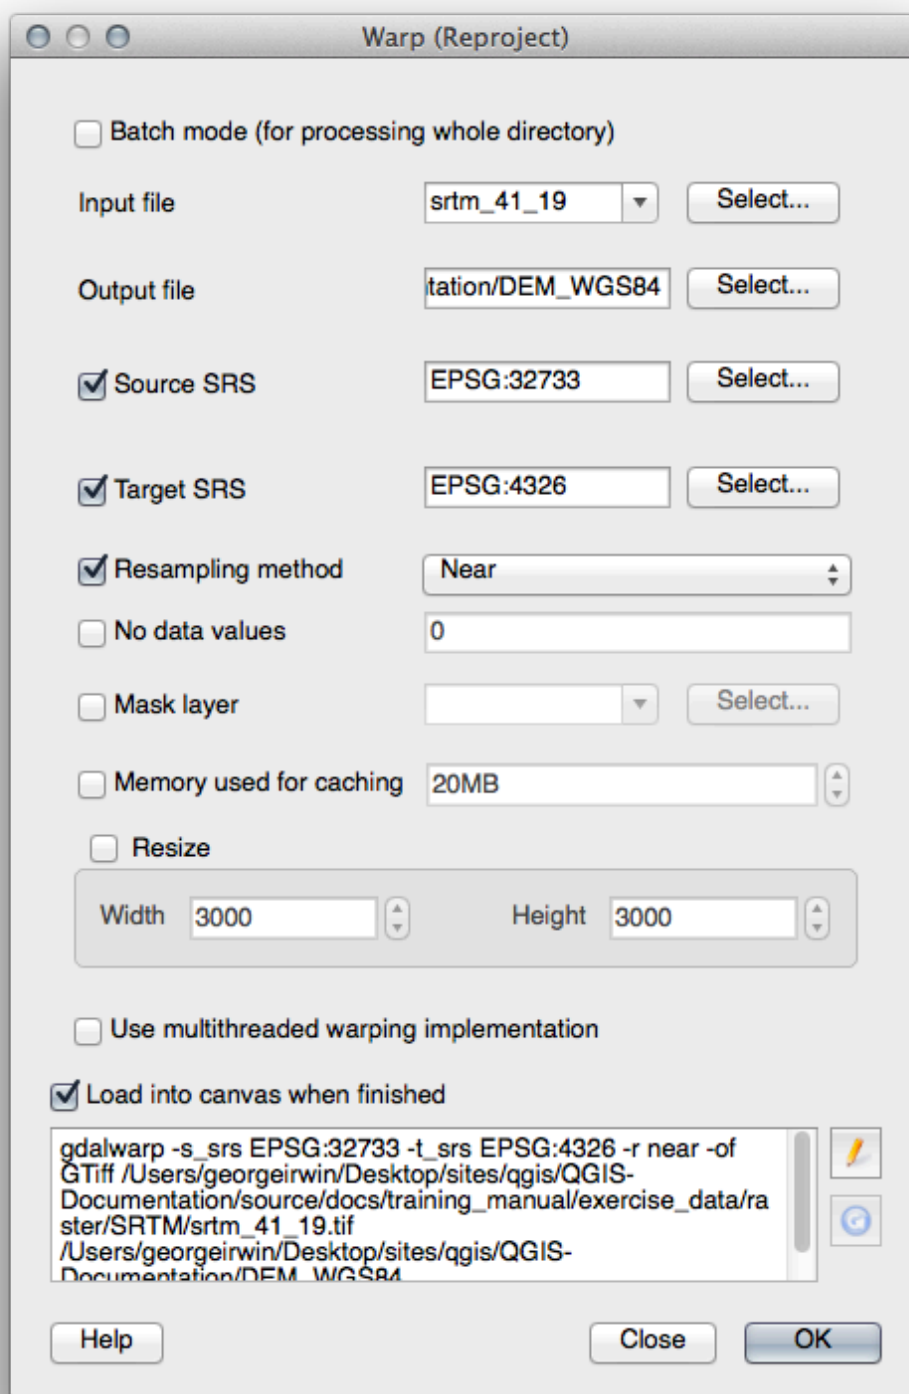 Warp (Reproject)
Batch mode (for processing whole directory)
Input file srtm_41_19 Select...
Output file tation/DEM_WGS84 Select...
Source SRS EPSG:32733 Select...
Target SRS EPSG:4326 Select...
Resampling method Near
No data values 0
Mask layer Select...
Memory used for caching 20MB
Resize
Width 3000 Height 3000
Use multithreaded warping implementation
Load into canvas when finished
gdalwarp -s_srs EPSG:32733 -t_srs EPSG:4326 -r near -of
GTiff /Users/georgeirwin/Desktop/sites/qgis/QGIS-
Documentation/source/docs/training_manual/exercise_data/ra
ster/SRTM/srtm_41_19.tif
/Users/georgeirwin/Desktop/sites/qgis/QGIS-
Documentation/DEM_WGS84
Help Close OK